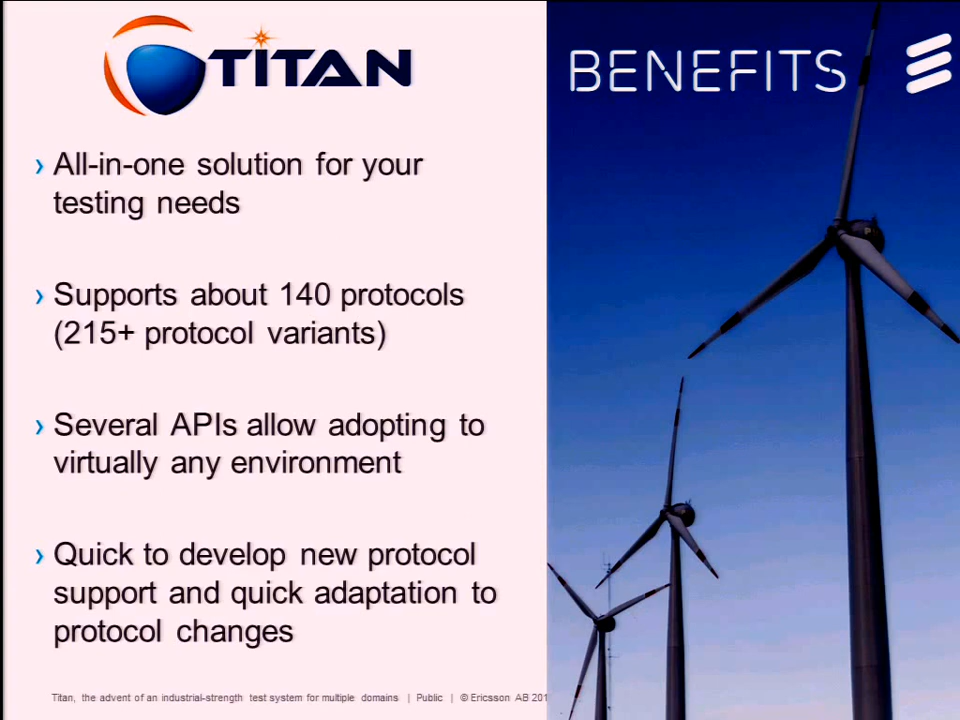 TITAN
BENEFITS
› All-in-one solution for your
testing needs
› Supports about 140 protocols
(215+ protocol variants)
› Several APIs allow adopting to
virtually any environment
› Quick to develop new protocol
support and quick adaptation to
protocol changes
Titan, the advent of an industrial-strength test system for multiple domains | Public | © Ericsson AB 201